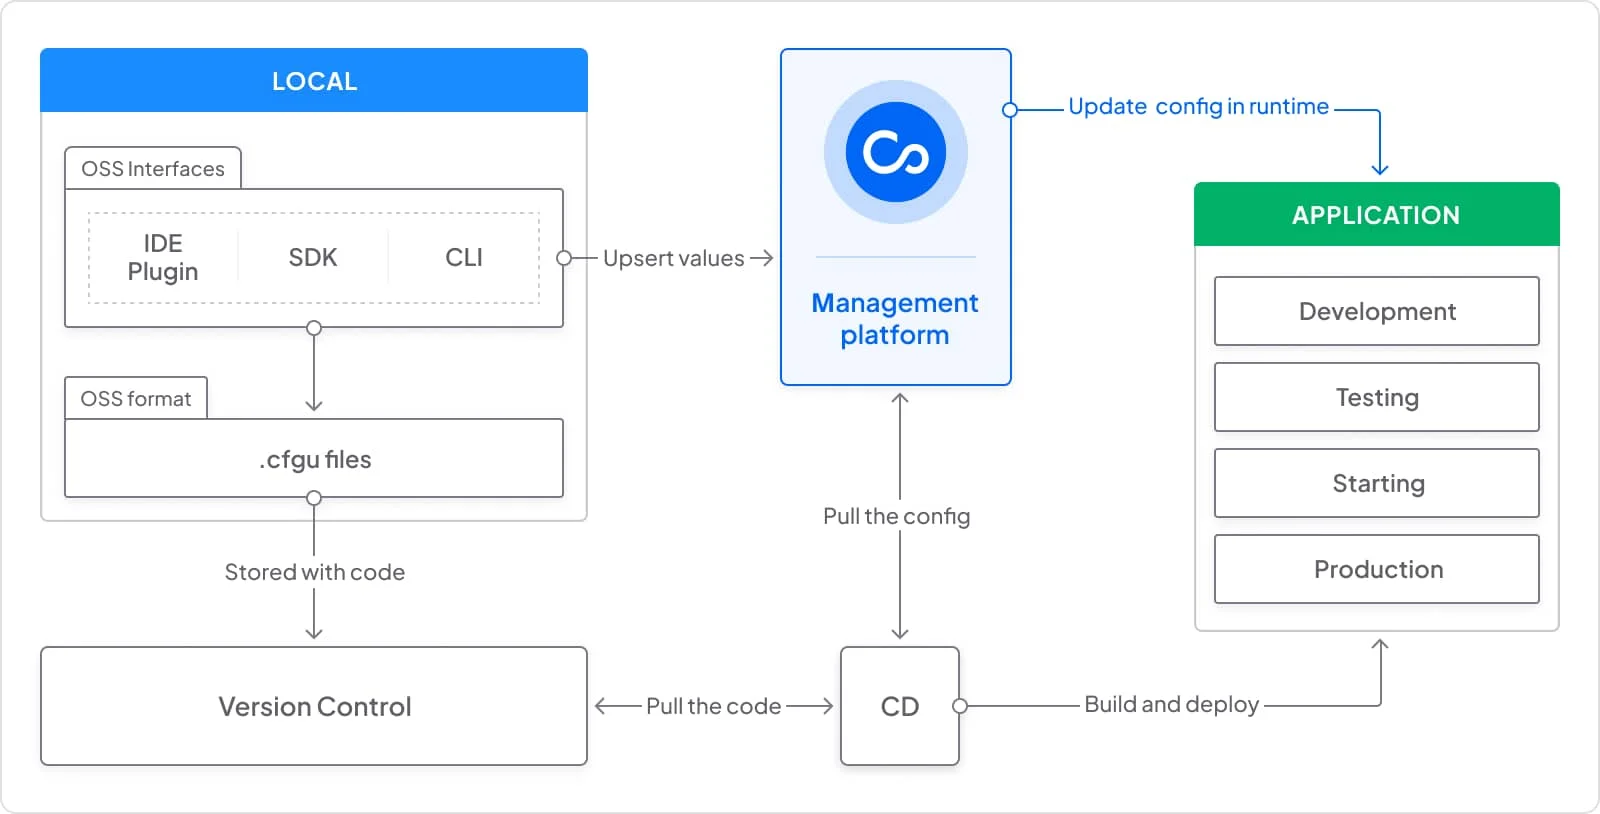 LOCAL
OSS Interfaces
IDE
Plugin
SDK
CLI
Upsert values
OSS format
.cfgu files
Stored with code
Version Control
Management
platform
Update config in runtime
APPLICATION
Development
Testing
Starting
Production
Pull the config
Pull the code
CD
Build and deploy